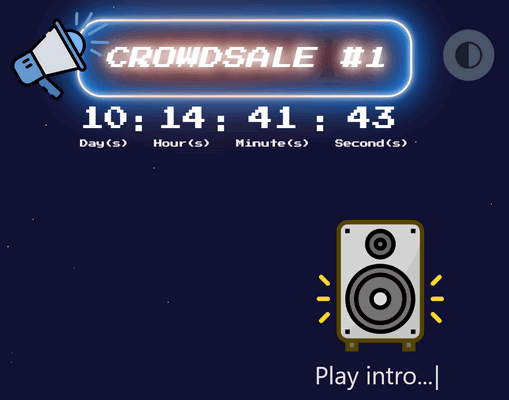 CROWDSALE #1
10 : 14 : 41 : 43
Day(s) Hour(s) Minute(s) Second(s)
Play intro...|